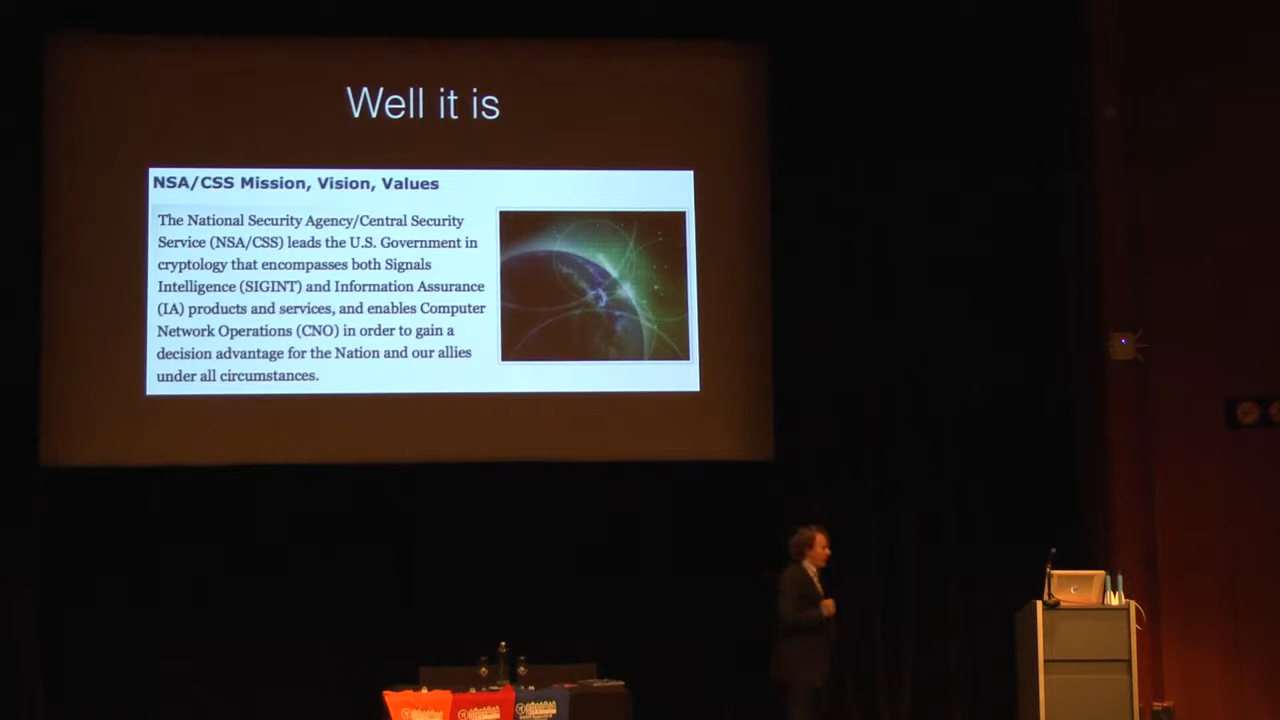 Well it is
NSA/CSS Mission, Vision, Values
The National Security Agency/Central Security
Service (NSA/CSS) leads the U.S. Government in
cryptology that encompasses both Signals
Intelligence (SIGINT) and Information Assurance
(IA) products and services, and enables Computer
Network Operations (CNO) in order to gain a
decision advantage for the Nation and our allies
under all circumstances.